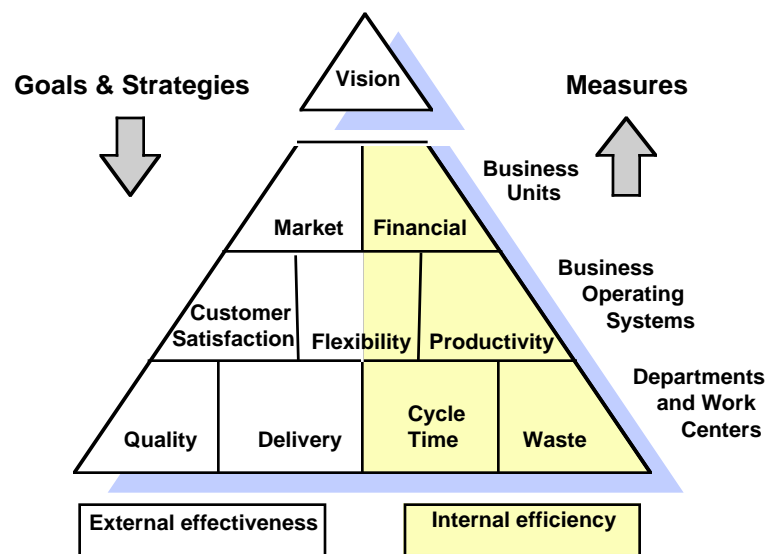 Vision
Goals & Strategies
Measures
Business
Units
Market
Financial
Business
Operating
Systems
Customer
Satisfaction
Flexibility
Productivity
Departments
and Work
Centers
Quality
Delivery
Cycle
Time
Waste
External effectiveness
Internal efficiency